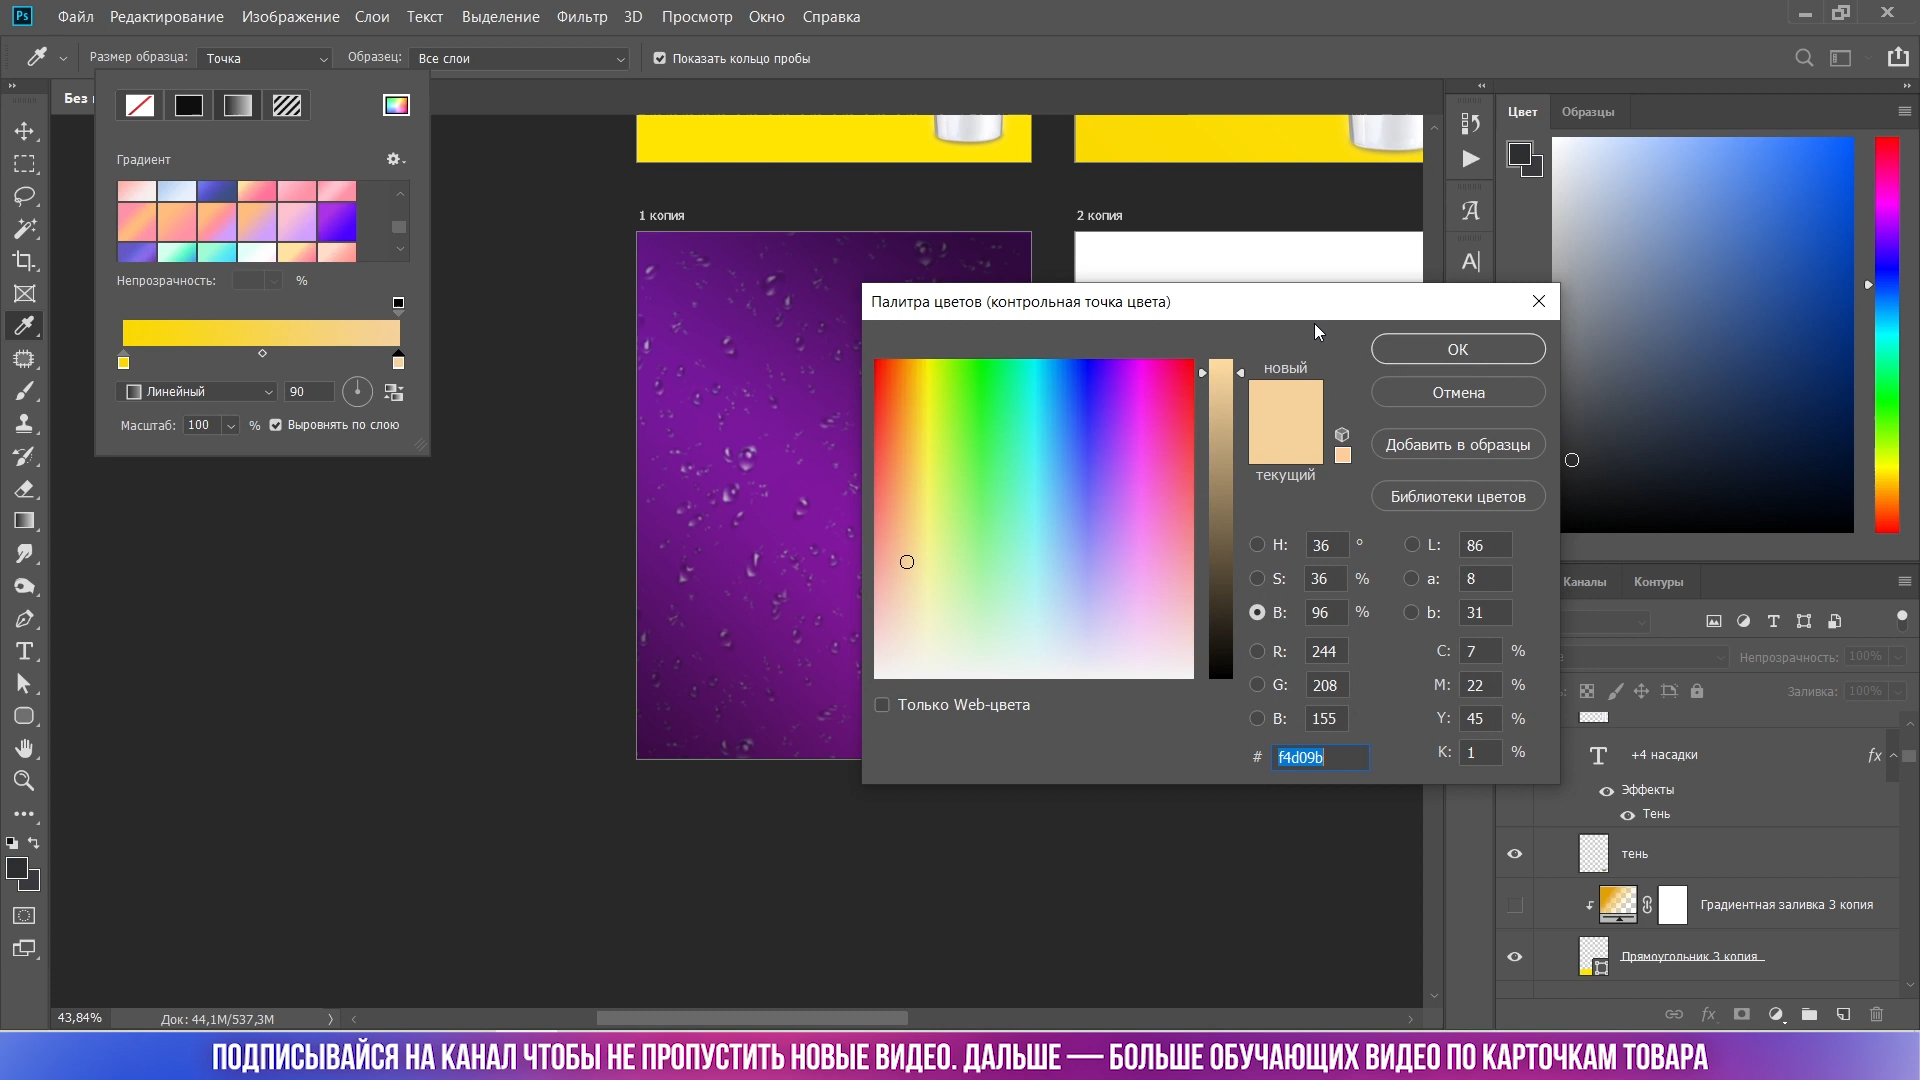 Ps Файл Редактирование Изображение Слои Текст Выделение Фильтр 3D Просмотр Окно Справка
Размер образца: Точка Образец: Все слои Показать кольцо пробы
Без
Градиент
Непрозрачность: %
Линейный 90
Масштаб: 100 % Выровнять по слою
1 копия
2 копия
Палитра цветов (контрольная точка цвета)
новый
текущий
ОК
Отмена
Добавить в образцы
Библиотеки цветов
H: 36 ° L: 86
S: 36 % a: 8
B: 96 % b: 31
R: 244 C: 7 %
G: 208 M: 22 %
B: 155 Y: 45 %
# f4d09b K: 1 %
Только Web-цвета
Цвет Образцы
Каналы Контуры
Непрозрачность: 100%
Заливка: 100%
+4 насадки fx
Эффекты
Тень
тень
Градиентная заливка 3 копия
Прямоугольник 3 копия
43,84% Док: 44,1M/537,3M
ПОДПИСЫВАЙСЯ НА КАНАЛ ЧТОБЫ НЕ ПРОПУСТИТЬ НОВЫЕ ВИДЕО. ДАЛЬШЕ — БОЛЬШЕ ОБУЧАЮЩИХ ВИДЕО ПО КАРТОЧКАМ ТОВАРА